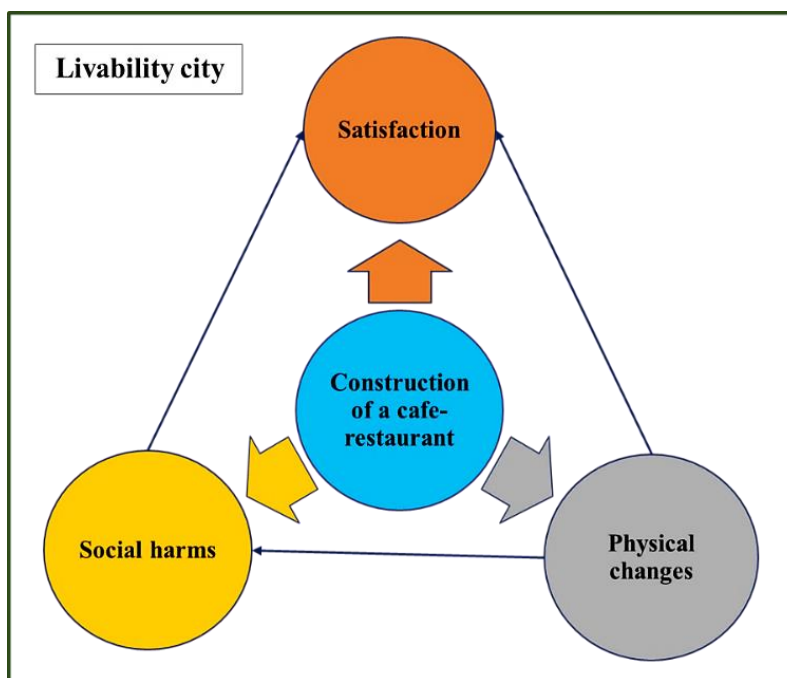 Livability city
Satisfaction
Construction
of a cafe-
restaurant
Social harms
Physical
changes